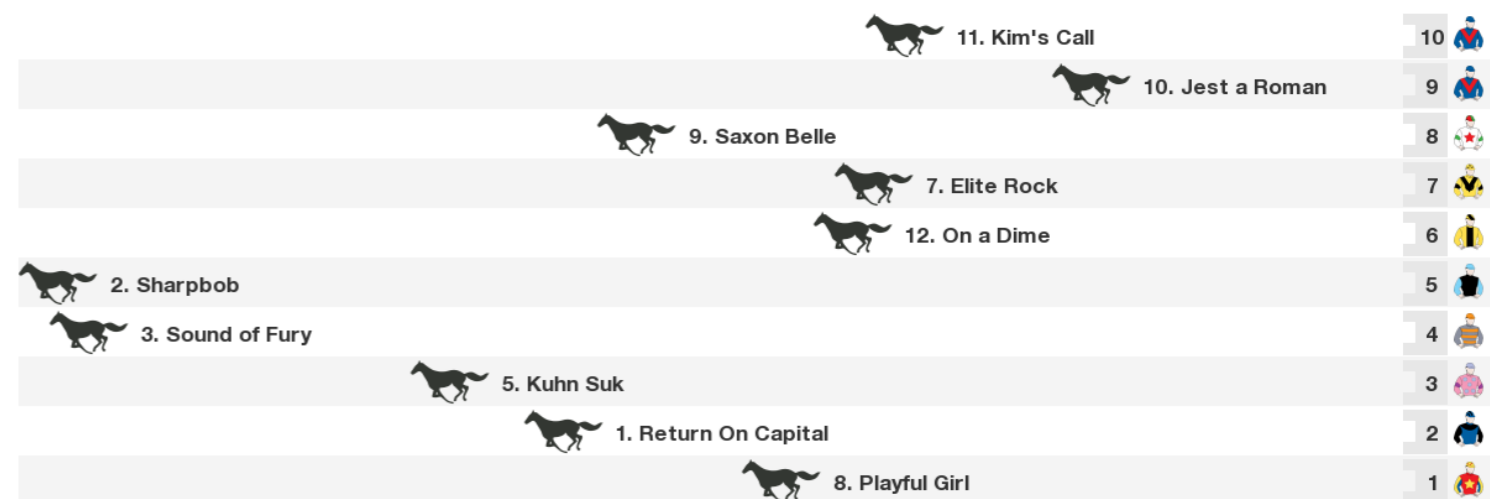 11. Kim's Call 10
10. Jest a Roman 9
9. Saxon Belle 8
7. Elite Rock 7
12. On a Dime 6
2. Sharpbob 5
3. Sound of Fury 4
5. Kuhn Suk 3
1. Return On Capital 2
8. Playful Girl 1